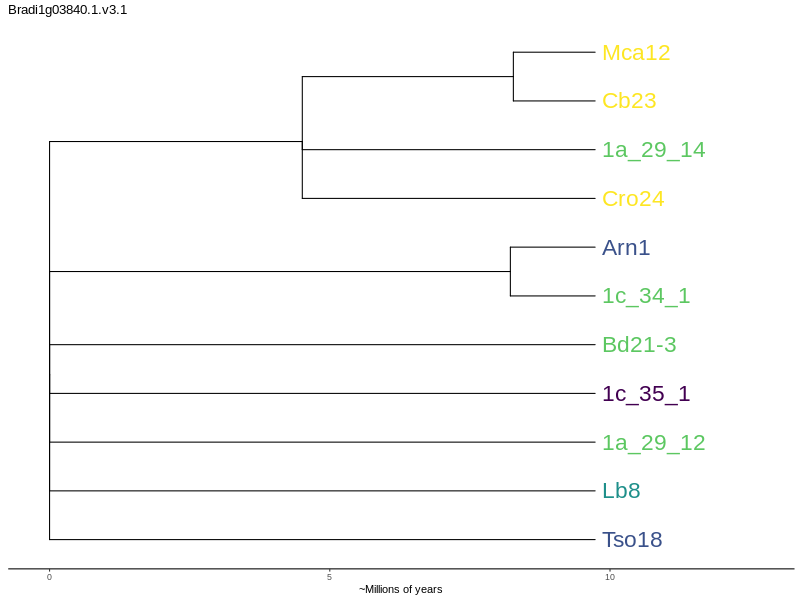 Bradi1g03840.1.v3.1
Mca12
Cb23
1a_29_14
Cro24
Arn1
1c_34_1
Bd21-3
1c_35_1
1a_29_12
Lb8
Tso18
0 5 10
~Millions of years